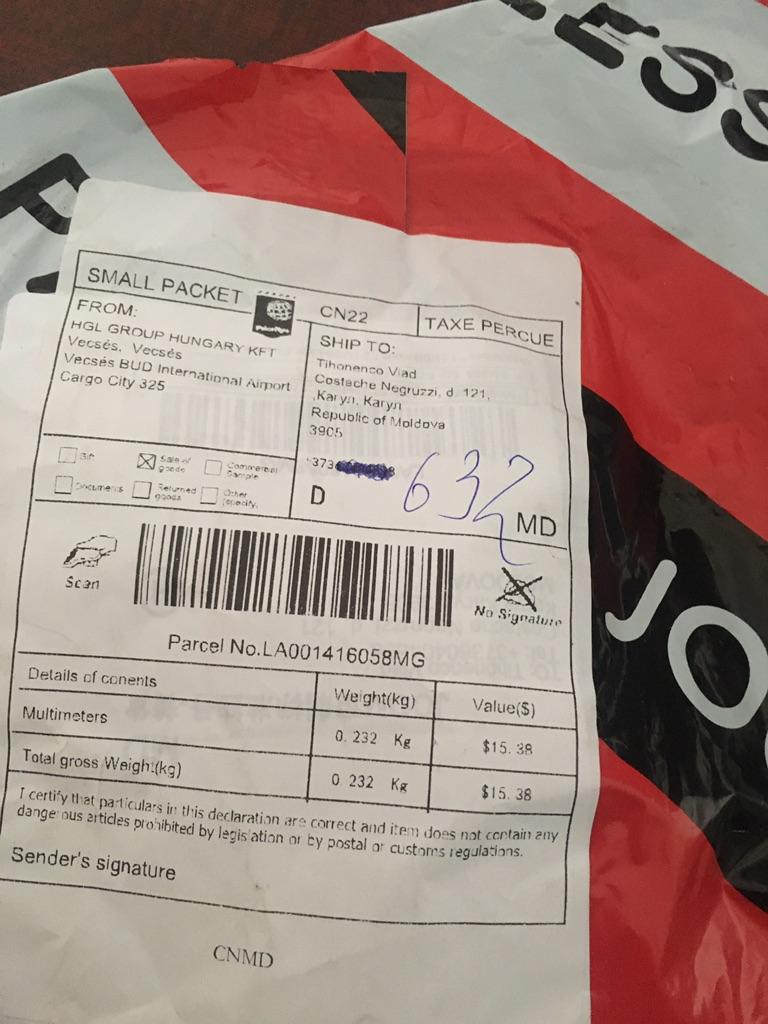 ESS
P
SMALL PACKET
CN22
TAXE PERCUE
FROM:
HGL GROUP HUNGARY KFT
Vecsés, Vecsés
Vecsés BUD International Airport
Cargo City 325
SHIP TO:
Tihonenco Vlad
Costache Negruzzi, d. 121,
,Karyn, Karyn
Republic of Moldova
3905
Gift
Sale of goods
Commercial Sample
Documents
Returned goods
Other (specify)
D
632
MD
Scan
No Signature
Parcel No.LA001416058MG
Details of conents
Weight(kg)
Value($)
Multimeters
0. 232 Kg
$15. 38
Total gross Weight(kg)
0. 232 Kg
$15. 38
I certify that particulars in this declaration are correct and item does not contain any
dangerous articles prohibited by legislation or by postal or customs regulations.
Sender's signature
CNMD
JO